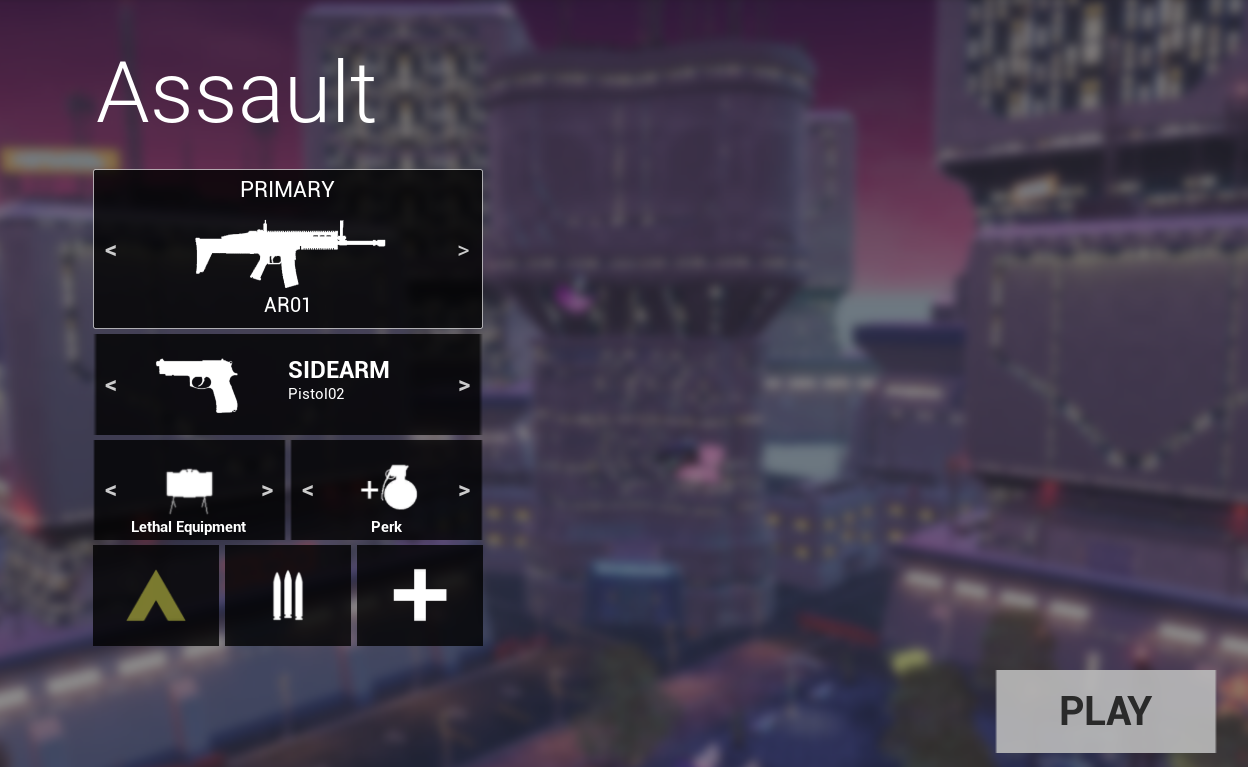 Assault
PRIMARY
<
>
AR01
<
SIDEARM
Pistol02
>
<
>
Lethal Equipment
<
+
>
Perk
PLAY